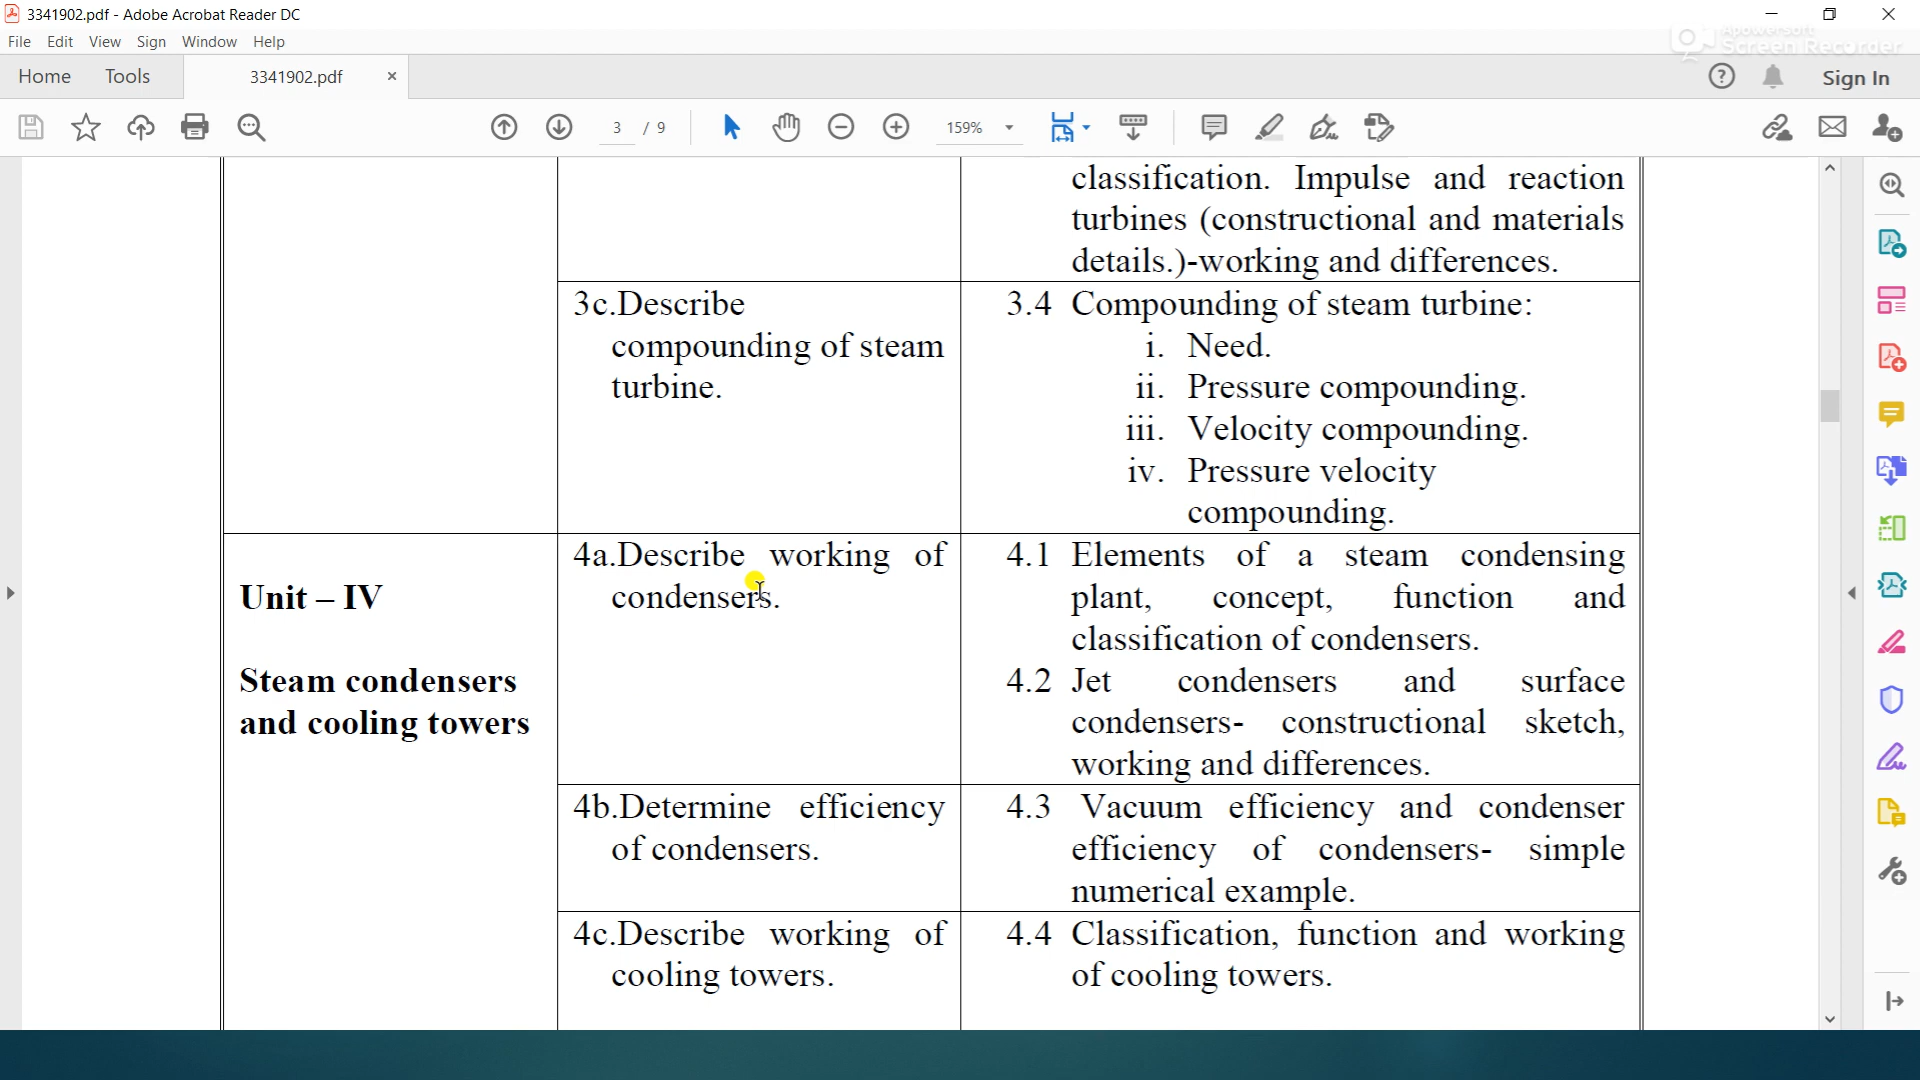 3341902.pdf - Adobe Acrobat Reader DC
Apowersoft
Screen Recorder
File Edit View Sign Window Help
Home Tools 3341902.pdf × Sign In
3 / 9 159%
classification. Impulse and reaction
turbines (constructional and materials
details.)-working and differences.
3c.Describe
compounding of steam
turbine.
3.4 Compounding of steam turbine:
i. Need.
ii. Pressure compounding.
iii. Velocity compounding.
iv. Pressure velocity
compounding.
Unit – IV
Steam condensers
and cooling towers
4a.Describe working of
condensers.
4.1 Elements of a steam condensing
plant, concept, function and
classification of condensers.
4.2 Jet condensers and surface
condensers- constructional sketch,
working and differences.
4b.Determine efficiency
of condensers.
4.3 Vacuum efficiency and condenser
efficiency of condensers- simple
numerical example.
4c.Describe working of
cooling towers.
4.4 Classification, function and working
of cooling towers.